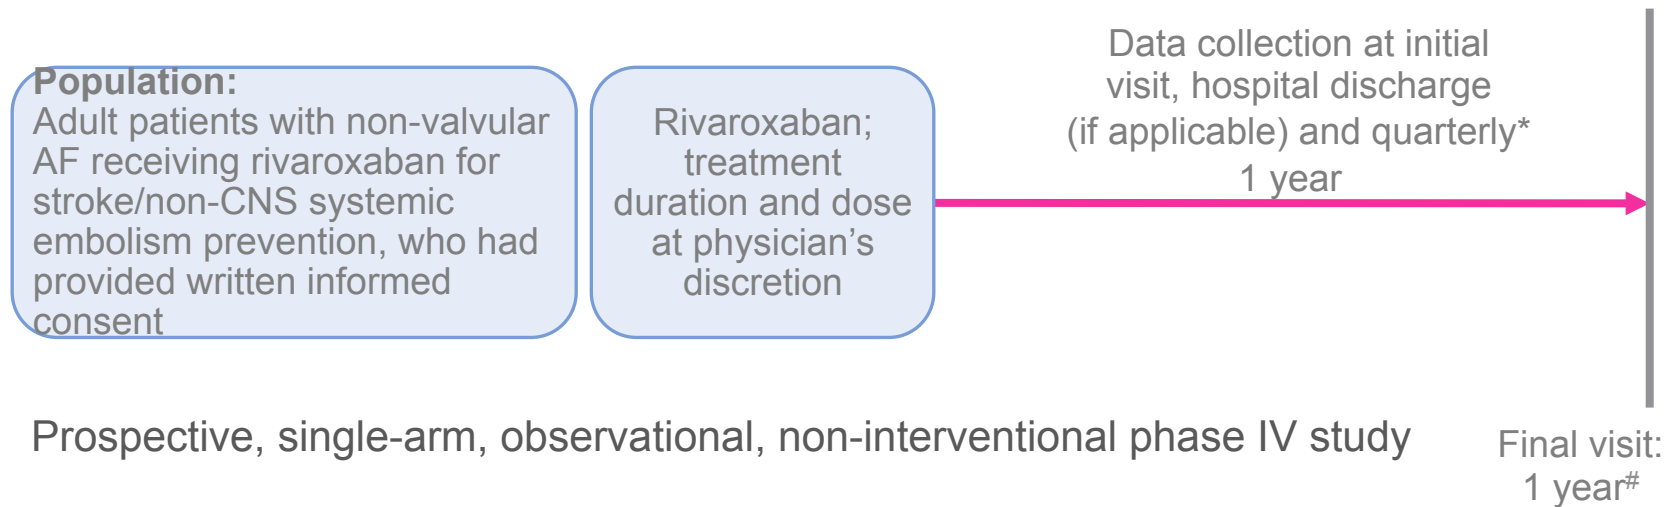 Population:
Adult patients with non-valvular
AF receiving rivaroxaban for
stroke/non-CNS systemic
embolism prevention, who had
provided written informed
consent
Rivaroxaban;
treatment
duration and dose
at physician’s
discretion
Data collection at initial
visit, hospital discharge
(if applicable) and quarterly*
1 year
Prospective, single-arm, observational, non-interventional phase IV study
Final visit:
1 year#